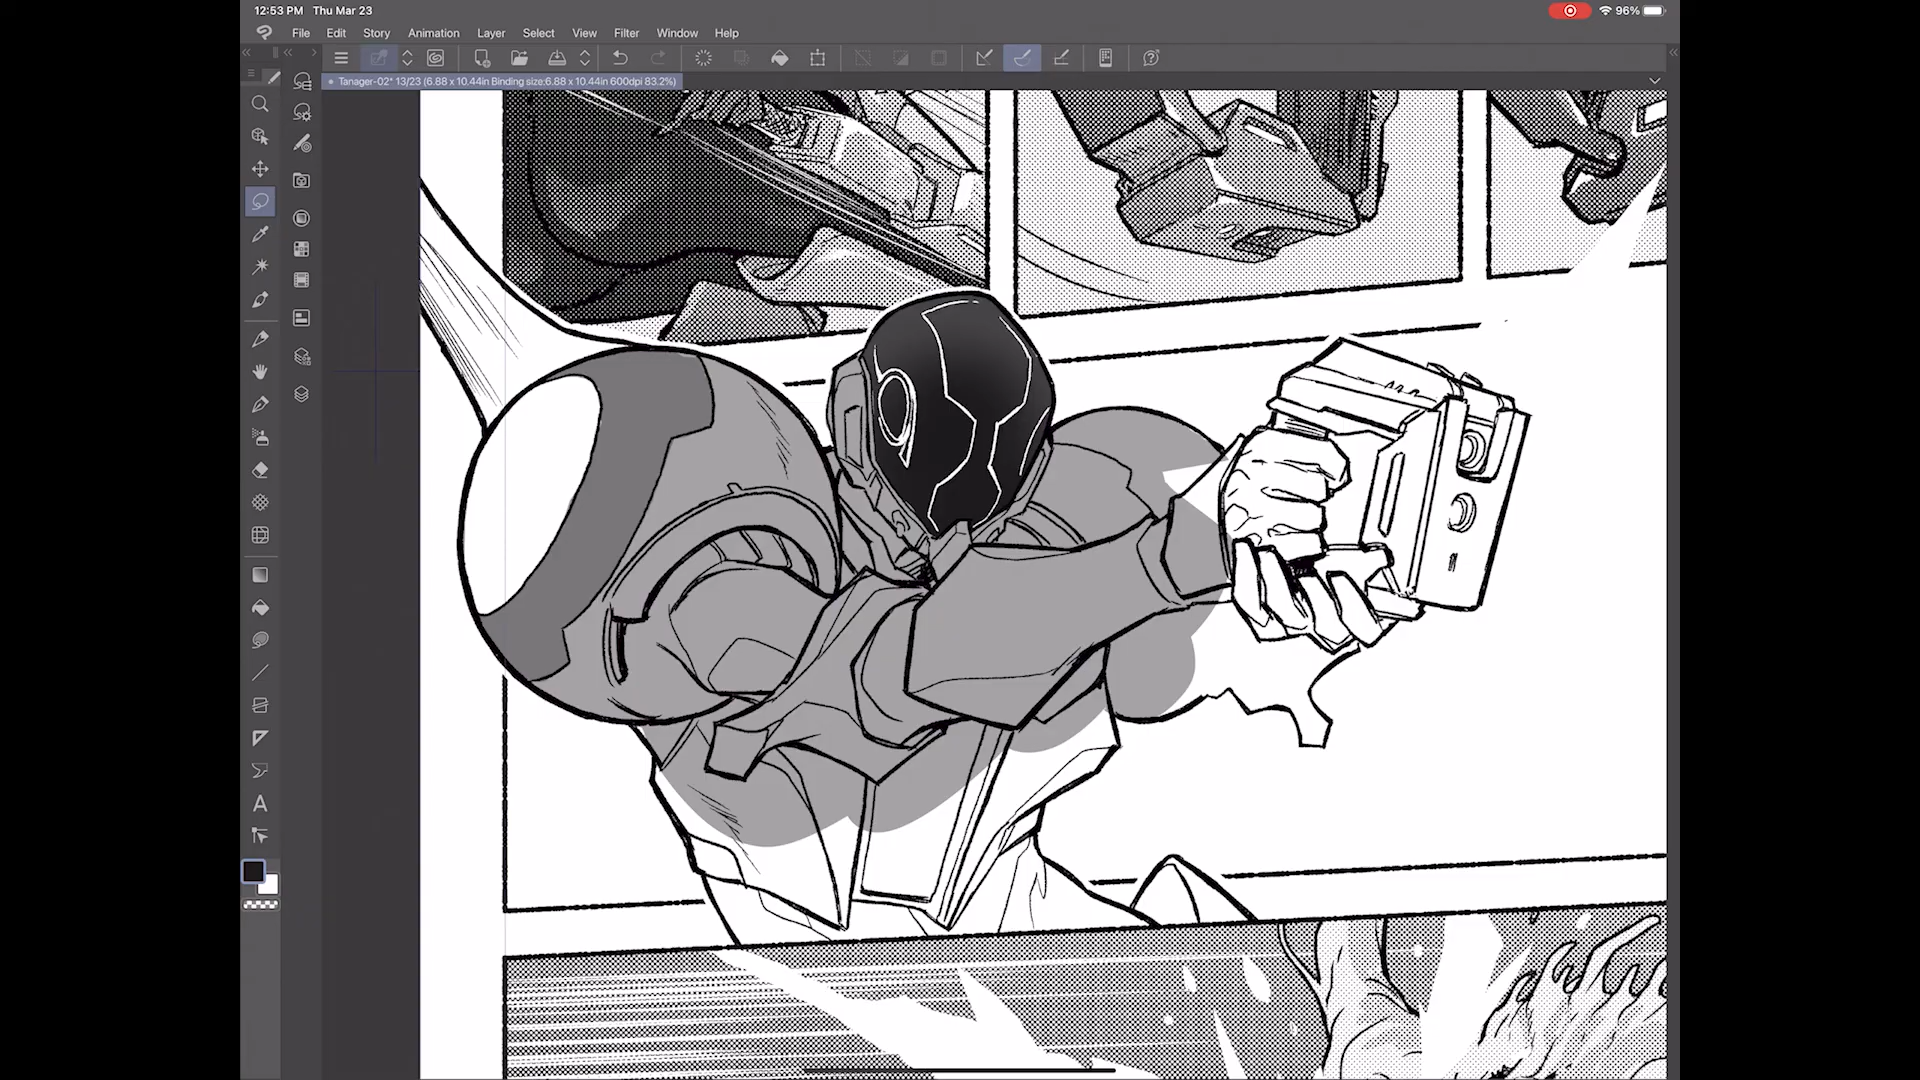 12:53 PM Thu Mar 23
96%
File Edit Story Animation Layer Select View Filter Window Help
Tanager-02* 13/23 (6.88 x 10.44in Binding size:6.88 x 10.44in 600dpi 83.2%)
A